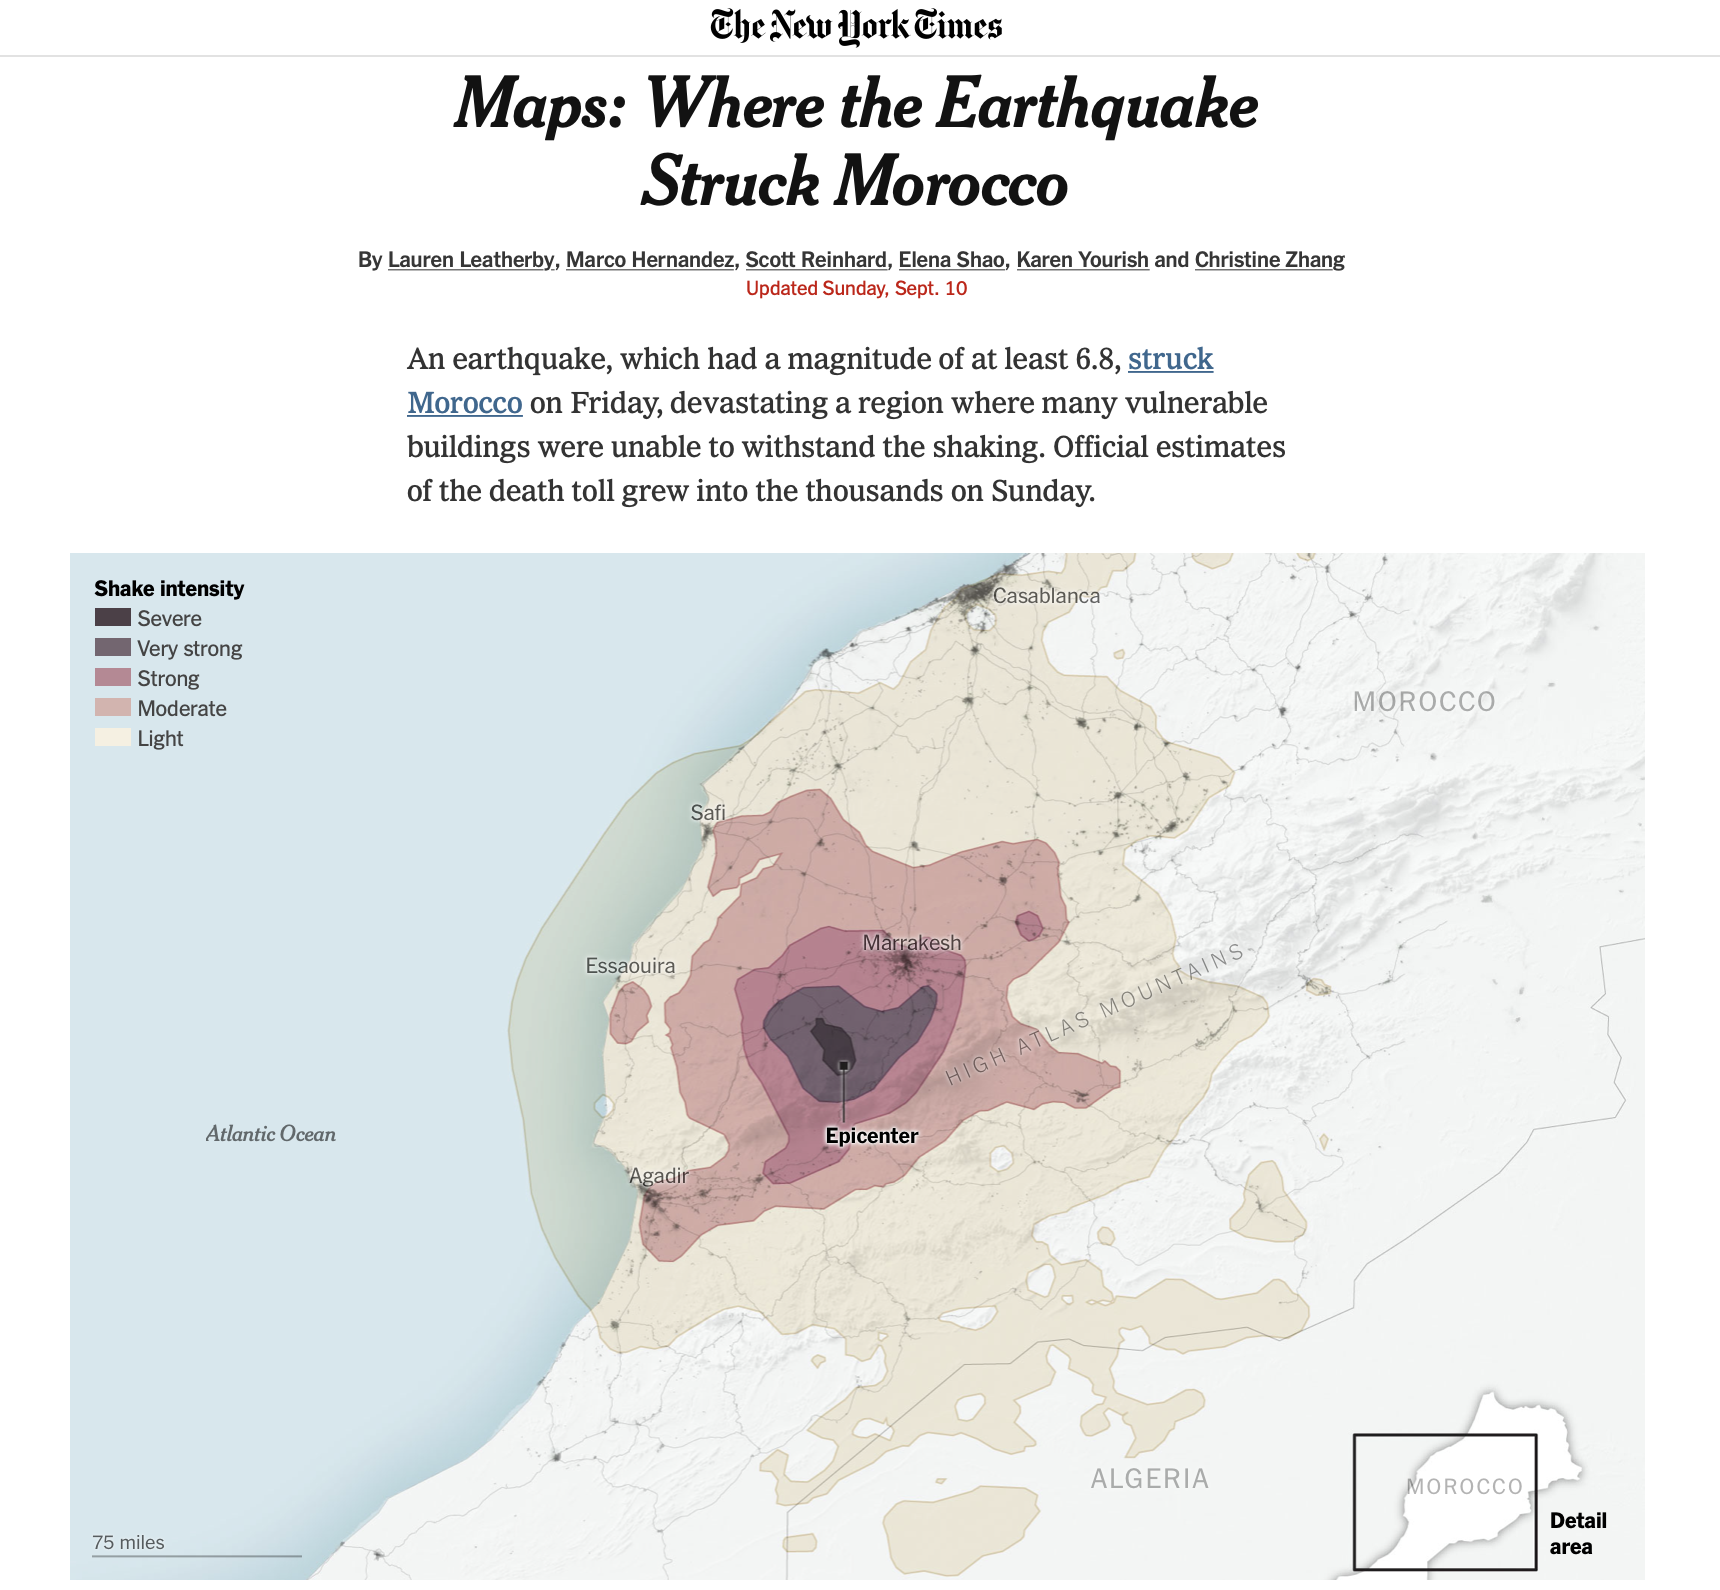 The New York Times
Maps: Where the Earthquake
Struck Morocco
By Lauren Leatherby, Marco Hernandez, Scott Reinhard, Elena Shao, Karen Yourish and Christine Zhang
Updated Sunday, Sept. 10
An earthquake, which had a magnitude of at least 6.8, struck
Morocco on Friday, devastating a region where many vulnerable
buildings were unable to withstand the shaking. Official estimates
of the death toll grew into the thousands on Sunday.
Shake intensity
Severe
Very strong
Strong
Moderate
Light
Casablanca
MOROCCO
Safi
Marrakesh
Essaouira
HIGH ATLAS MOUNTAINS
Atlantic Ocean
Epicenter
Agadir
ALGERIA
MOROCCO
Detail
area
75 miles